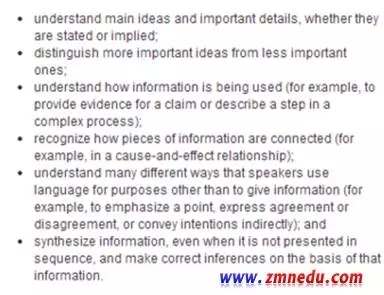 • understand main ideas and important details, whether they
are stated or implied;
• distinguish more important ideas from less important
ones;
• understand how information is being used (for example, to
provide evidence for a claim or describe a step in a
complex process);
• recognize how pieces of information are connected (for
example, in a cause-and-effect relationship);
• understand many different ways that speakers use
language for purposes other than to give information (for
example, to emphasize a point, express agreement or
disagreement, or convey intentions indirectly); and
• synthesize information, even when it is not presented in
sequence, and make correct inferences on the basis of that
information.
www.zmnedu.com